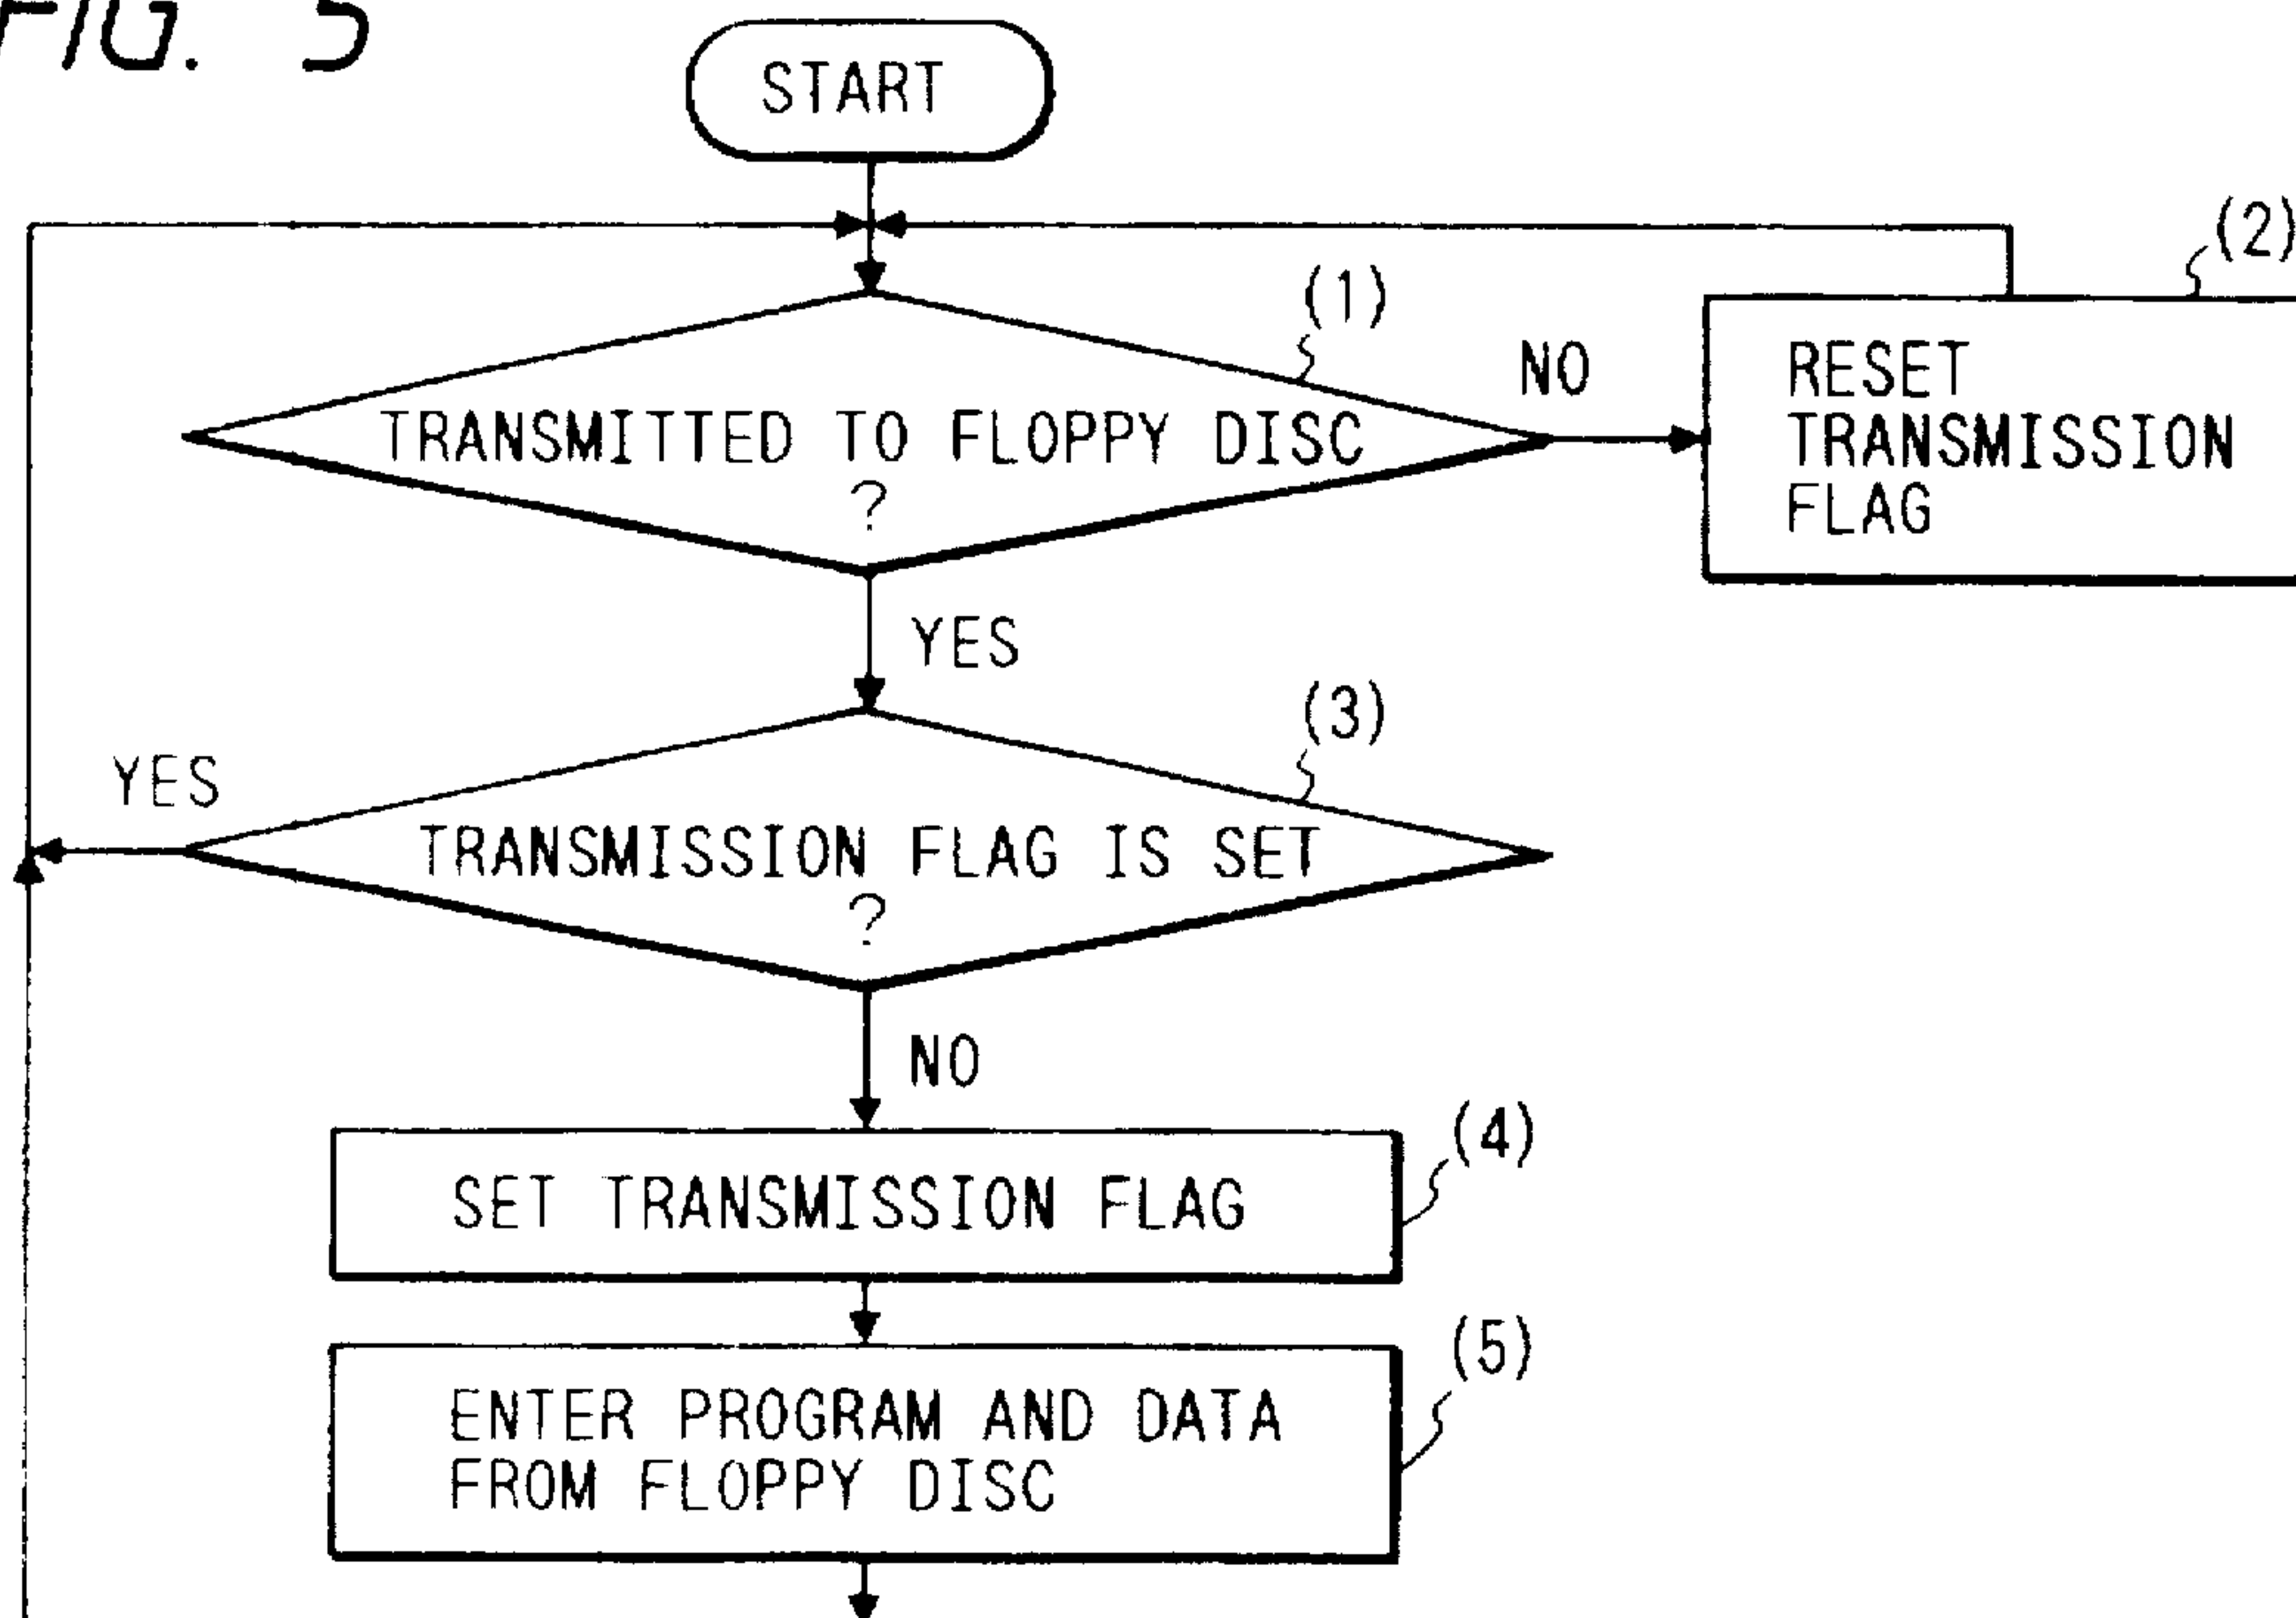 FIG. 5
START
(1)
(2)
TRANSMITTED TO FLOPPY DISC
?
NO
RESET
TRANSMISSION
FLAG
YES
(3)
YES
TRANSMISSION FLAG IS SET
?
NO
(4)
SET TRANSMISSION FLAG
(5)
ENTER PROGRAM AND DATA
FROM FLOPPY DISC